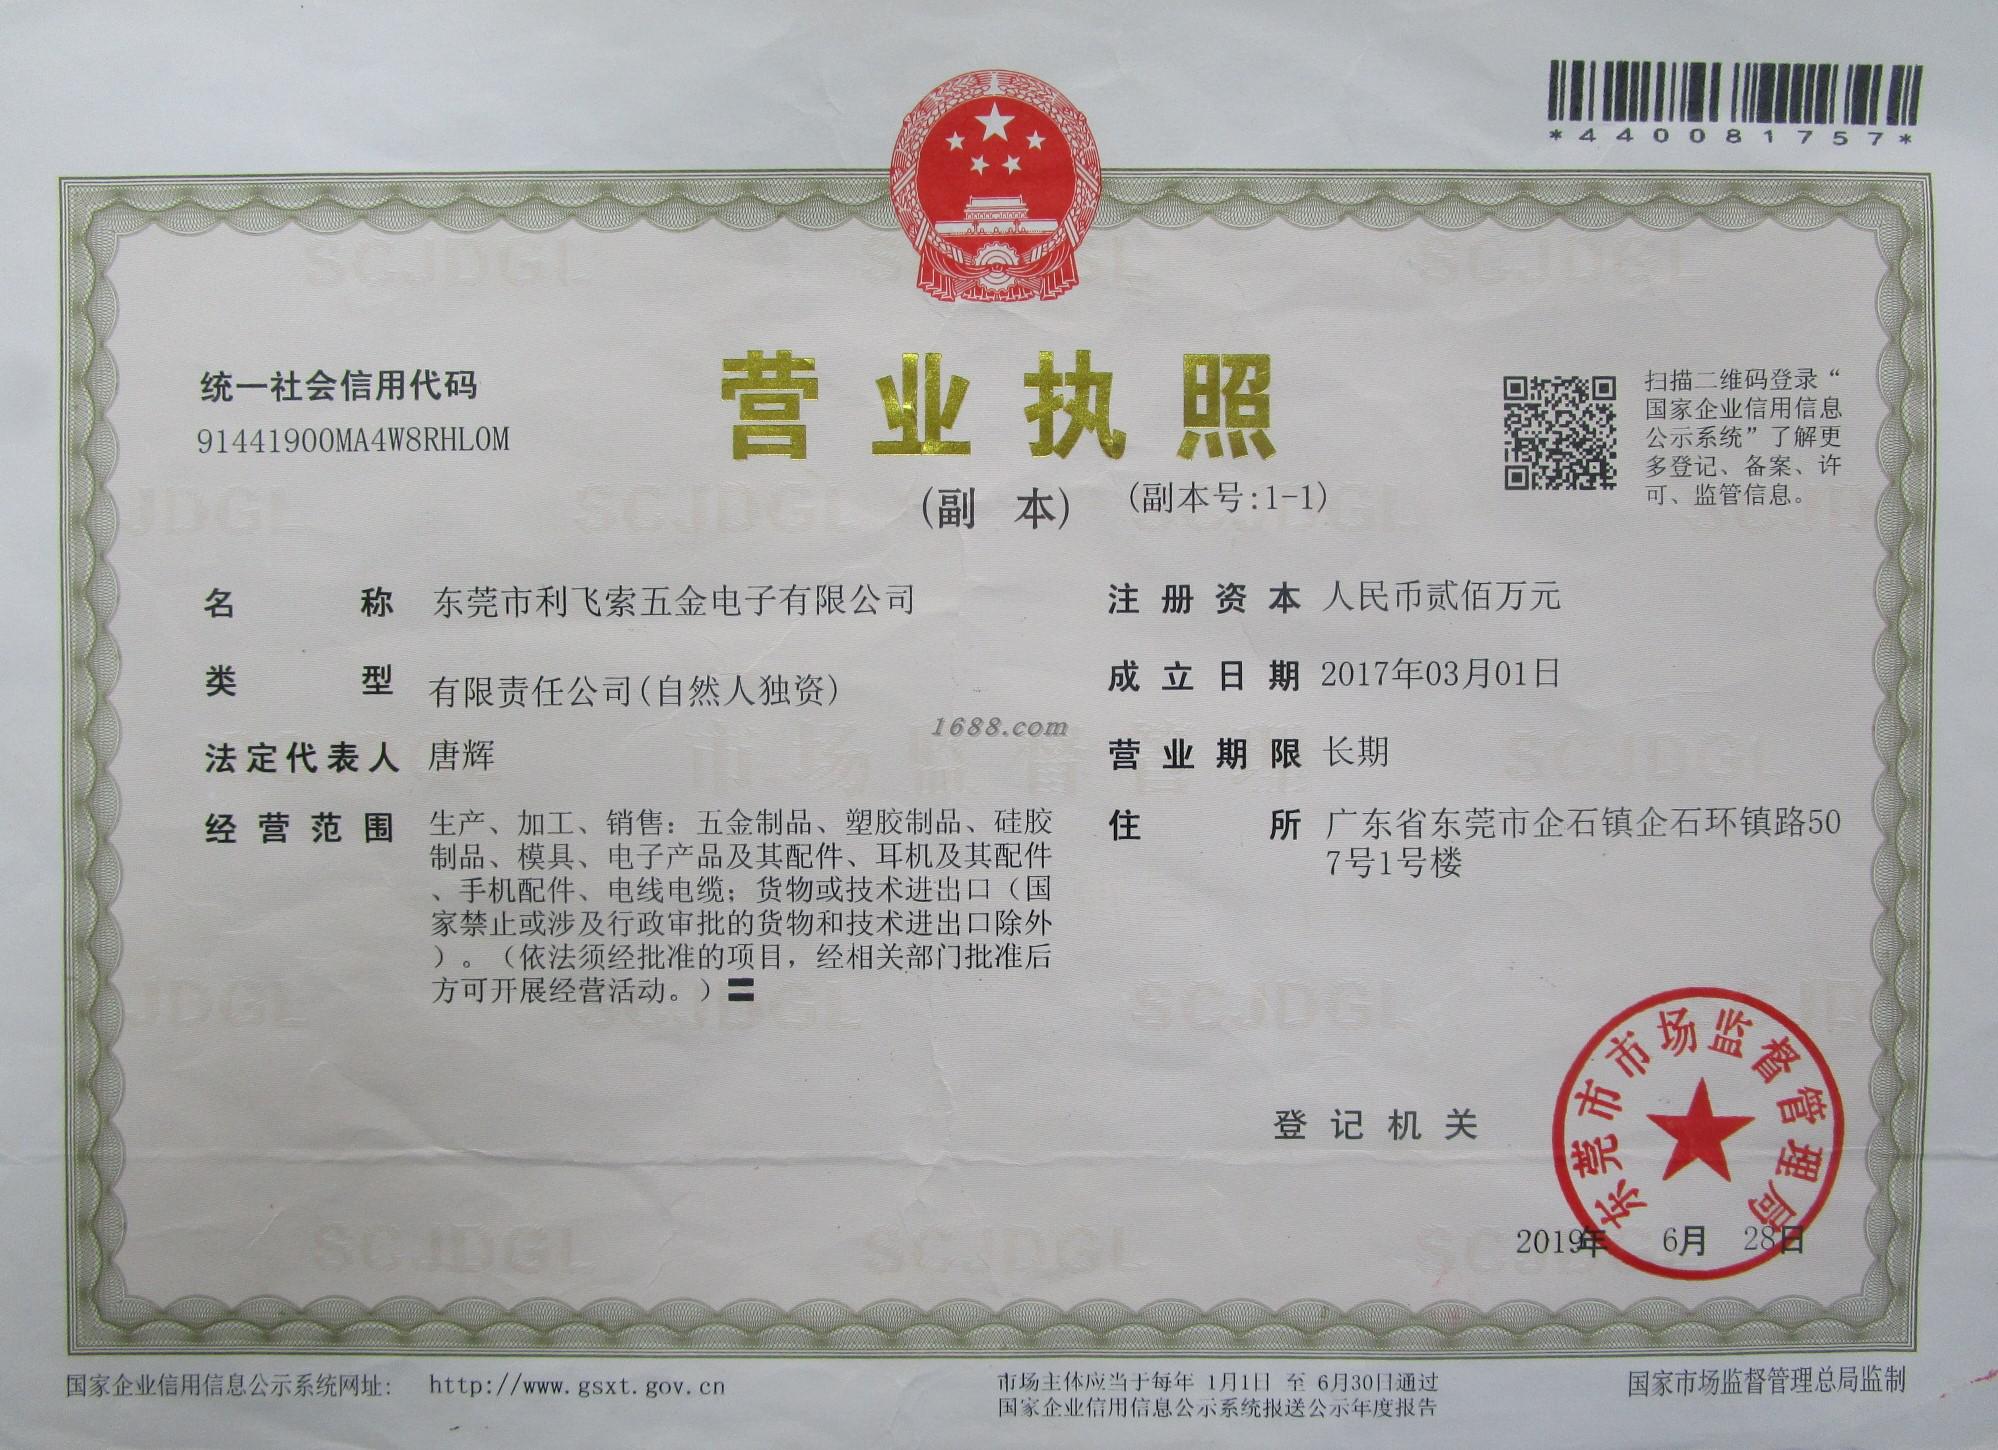 *440081757*
营业执照
(副 本) (副本号:1-1)
统一社会信用代码
91441900MA4W8RHL0M
扫描二维码登录“
国家企业信用信息
公示系统”了解更
多登记、备案、许
可、监管信息。
名 称 东莞市利飞索五金电子有限公司
类 型 有限责任公司(自然人独资)
法定代表人 唐辉
经营范围 生产、加工、销售：五金制品、塑胶制品、硅胶
制品、模具、电子产品及其配件、耳机及其配件
、手机配件、电线电缆；货物或技术进出口（国
家禁止或涉及行政审批的货物和技术进出口除外
）。（依法须经批准的项目，经相关部门批准后
方可开展经营活动。）
注册资本 人民币贰佰万元
成立日期 2017年03月01日
营业期限 长期
住 所 广东省东莞市企石镇企石环镇路50
7号1号楼
1688.com
登记机关
东莞市市场监督管理局
2019年 6月 28日
国家企业信用信息公示系统网址: http://www.gsxt.gov.cn
市场主体应当于每年 1月1日 至 6月30日通过
国家企业信用信息公示系统报送公示年度报告
国家市场监督管理总局监制
SCJDGL
市场监督管理